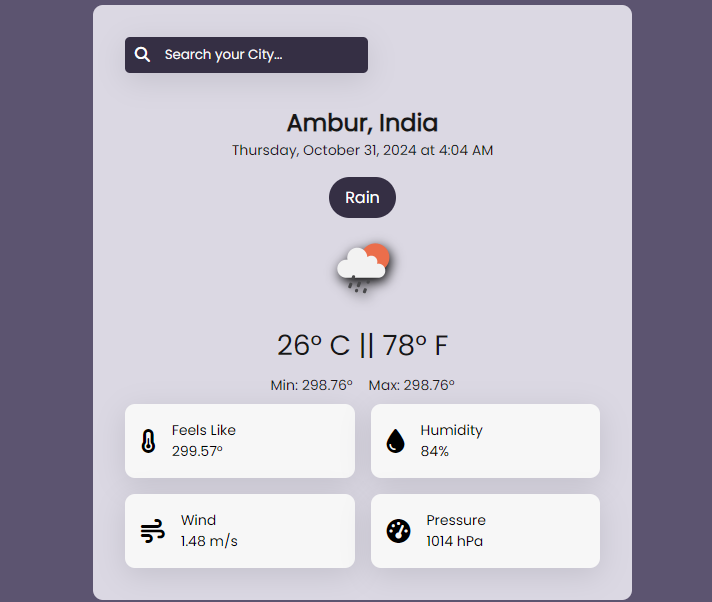 Search your City...
Ambur, India
Thursday, October 31, 2024 at 4:04 AM
Rain
26° C || 78° F
Min: 298.76° Max: 298.76°
Feels Like
299.57°
Humidity
84%
Wind
1.48 m/s
Pressure
1014 hPa